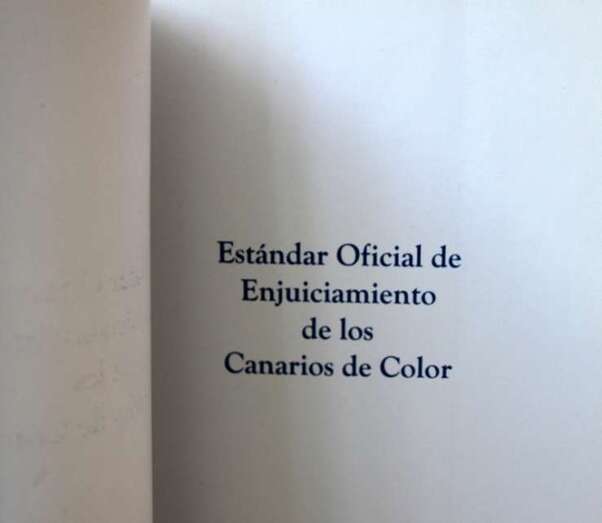 Estándar Oficial de
Enjuiciamiento
de los
Canarios de Color